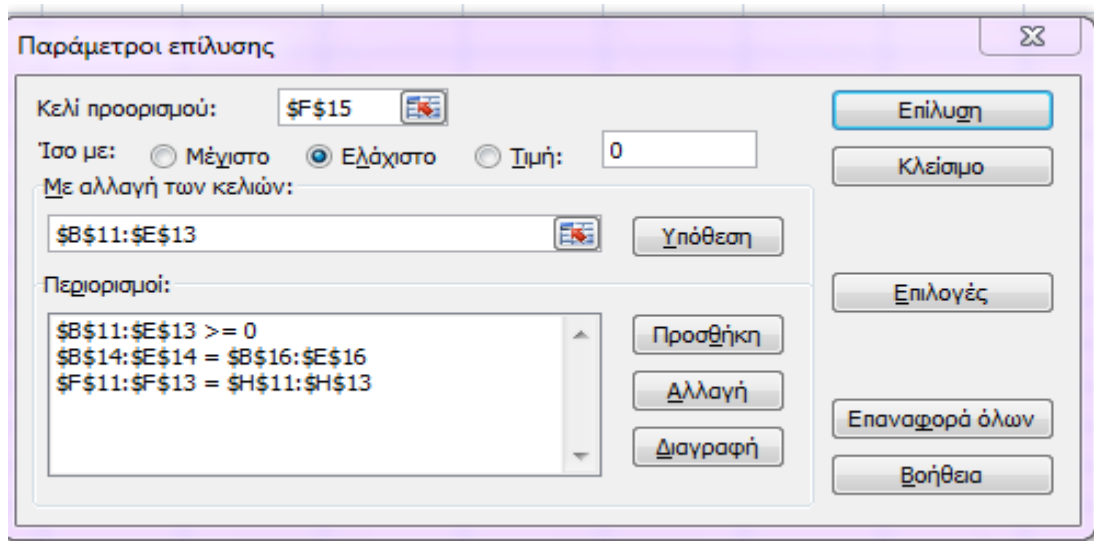 Παράμετροι επίλυσης
Κελί προορισμού: $F$15
Επίλυση
Ίσο με: Μέγιστο Ελάχιστο Τιμή: 0
Κλείσιμο
Με αλλαγή των κελιών:
$B$11:$E$13
Υπόθεση
Περιορισμοί:
Επιλογές
$B$11:$E$13 >= 0
$B$14:$E$14 = $B$16:$E$16
$F$11:$F$13 = $H$11:$H$13
Προσθήκη
Αλλαγή
Διαγραφή
Επαναφορά όλων
Βοήθεια